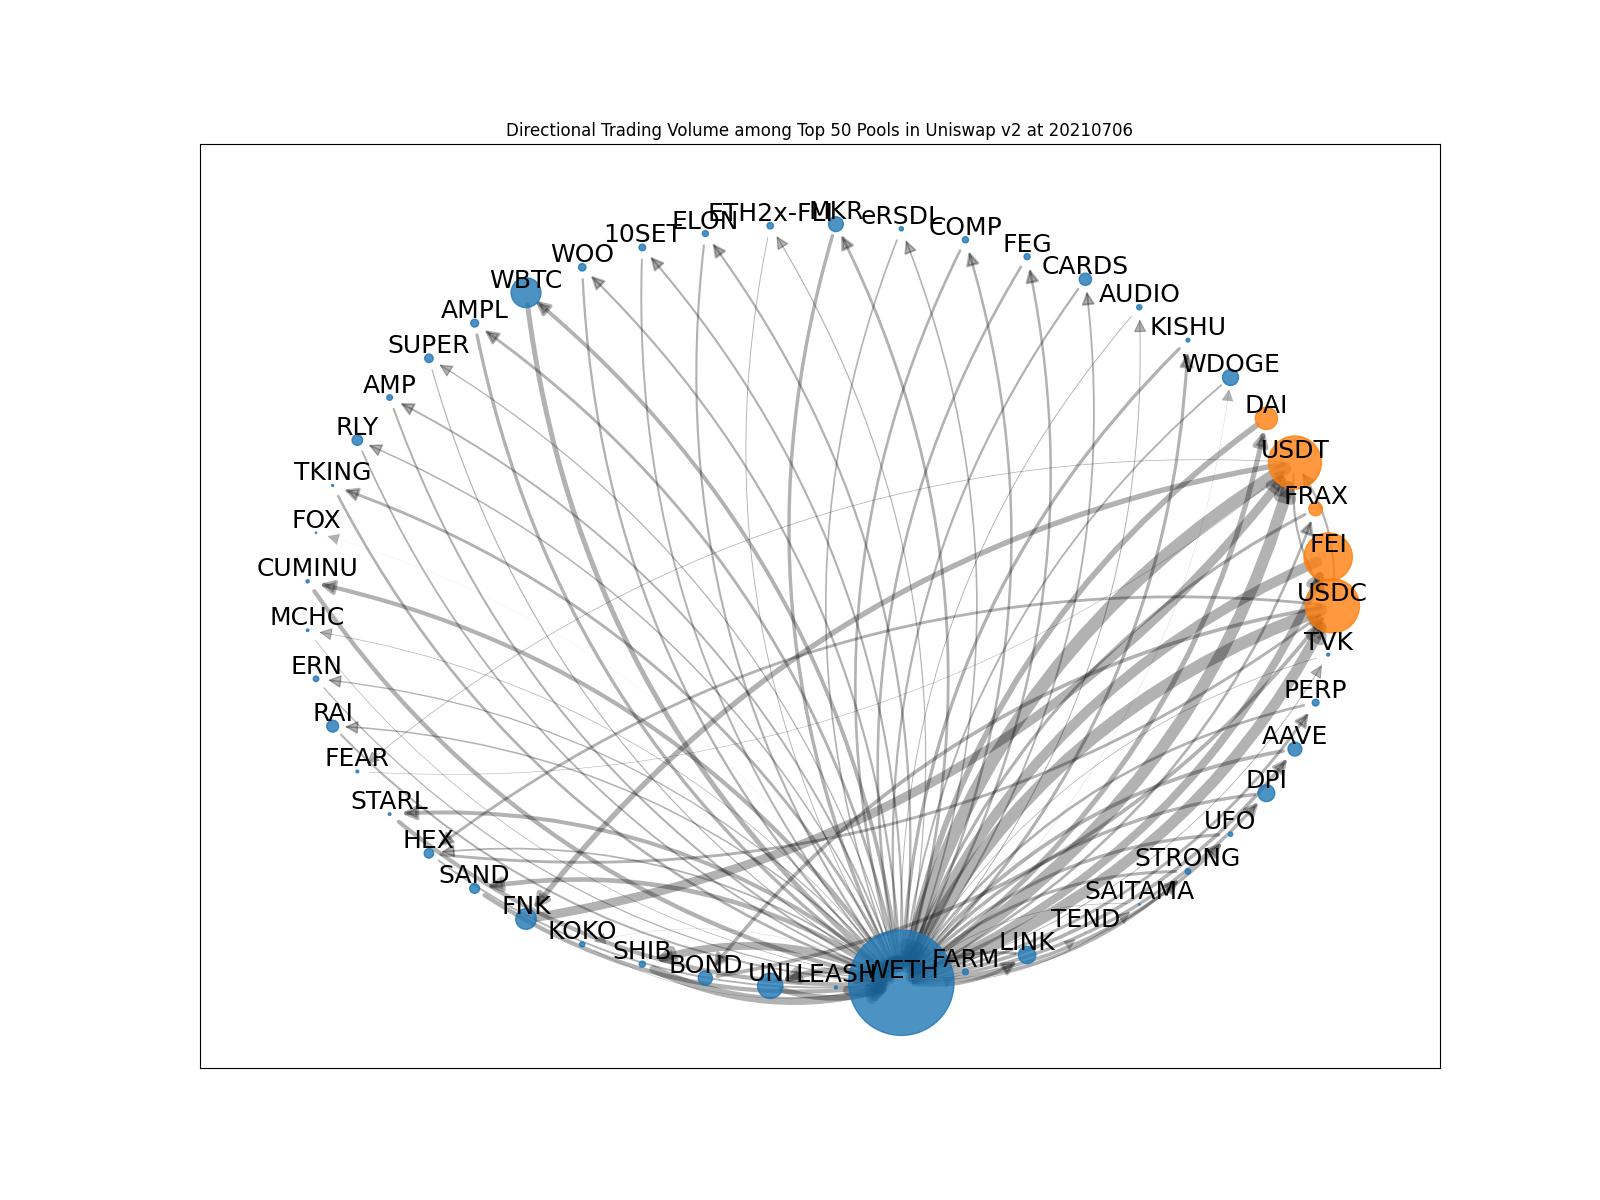 Directional Trading Volume among Top 50 Pools in Uniswap v2 at 20210706
ETH2x-FLI
MKR
eRSDL
ELON
COMP
10SET
FEG
WOO
CARDS
WBTC
AUDIO
AMPL
KISHU
SUPER
WDOGE
AMP
DAI
RLY
USDT
TKING
FRAX
FOX
FEI
CUMINU
USDC
MCHC
TVK
ERN
PERP
RAI
AAVE
FEAR
DPI
STARL
UFO
HEX
STRONG
SAND
SAITAMA
FNK
TEND
KOKO
LINK
SHIB
FARM
BOND
WETH
UNI
LEASH